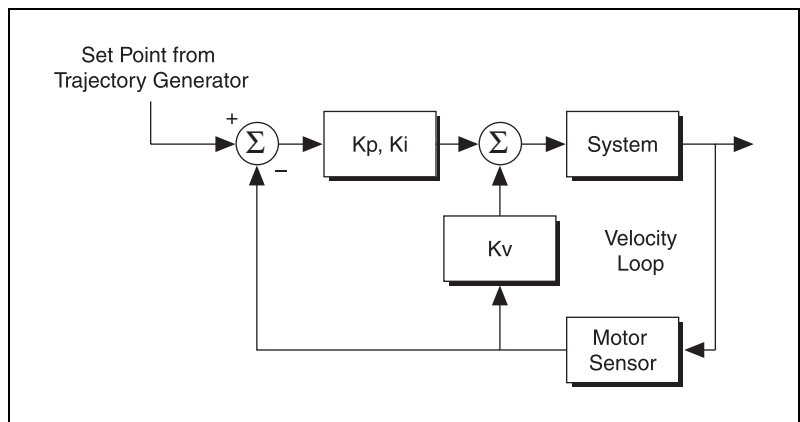 Set Point from
Trajectory Generator
+
Σ
−
Kp, Ki
Σ
System
Kv
Velocity
Loop
Motor
Sensor